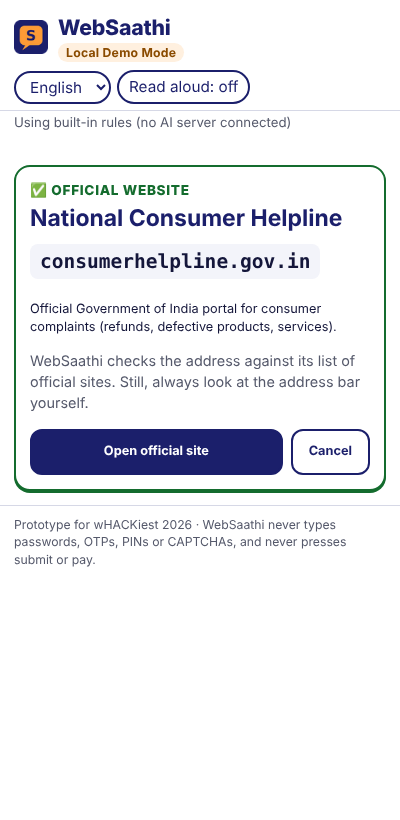 S
WebSaathi
Local Demo Mode
English
Read aloud: off
Using built-in rules (no AI server connected)
✅ OFFICIAL WEBSITE
National Consumer Helpline
consumerhelpline.gov.in
Official Government of India portal for consumer
complaints (refunds, defective products, services).
WebSaathi checks the address against its list of
official sites. Still, always look at the address bar
yourself.
Open official site
Cancel
Prototype for wHACKiest 2026 · WebSaathi never types
passwords, OTPs, PINs or CAPTCHAs, and never presses
submit or pay.